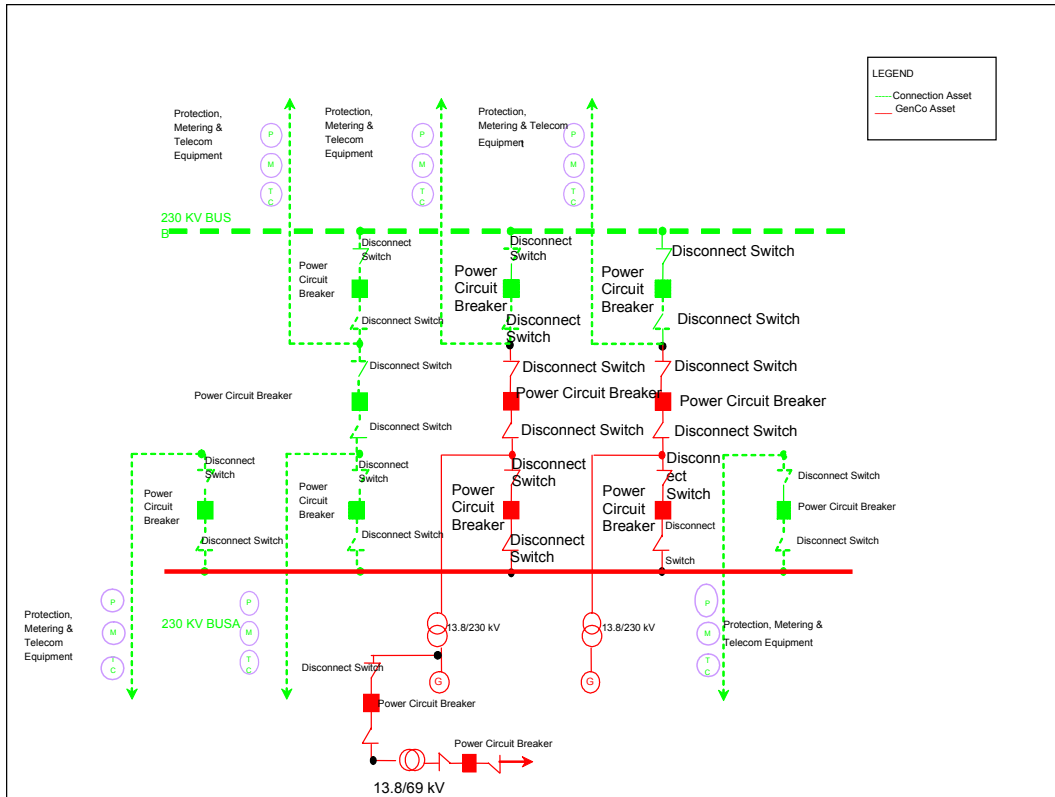 LEGEND
Connection Asset
GenCo Asset
Protection,
Metering &
Telecom
Equipment
P
M
T
C
Protection,
Metering &
Telecom
Equipment
P
M
T
C
Protection,
Metering & Telecom
Equipment
P
M
T
C
230 KV BUS
B
Disconnect
Switch
Power
Circuit
Breaker
Disconnect Switch
Disconnect
Switch
Power
Circuit
Breaker
Disconnect
Switch
Disconnect Switch
Power
Circuit
Breaker
Disconnect Switch
Disconnect Switch
Power Circuit Breaker
Disconnect Switch
Disconnect Switch
Power Circuit Breaker
Disconnect Switch
Disconnect Switch
Power Circuit Breaker
Disconnect Switch
Disconnect
Switch
Power
Circuit
Breaker
Disconnect Switch
Disconnect
Switch
Power
Circuit
Breaker
Disconnect Switch
Disconnect
Switch
Power
Circuit
Breaker
Disconnect
Switch
Disconn
ect
Switch
Power
Circuit
Breaker
Disconnect
Switch
Disconnect Switch
Power Circuit Breaker
Disconnect Switch
Protection,
Metering &
Telecom
Equipment
P
M
TC
230 KV BUSA
P
M
T
C
13.8/230 kV
13.8/230 kV
P
M
TC
Protection, Metering &
Telecom Equipment
G
G
Disconnect Switch
Power Circuit Breaker
Power Circuit Breaker
13.8/69 kV